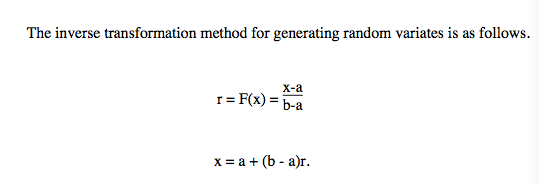 The inverse transformation method for generating random variates is as follows.
r = F(x) = x-a
b-a
x = a + (b - a)r.